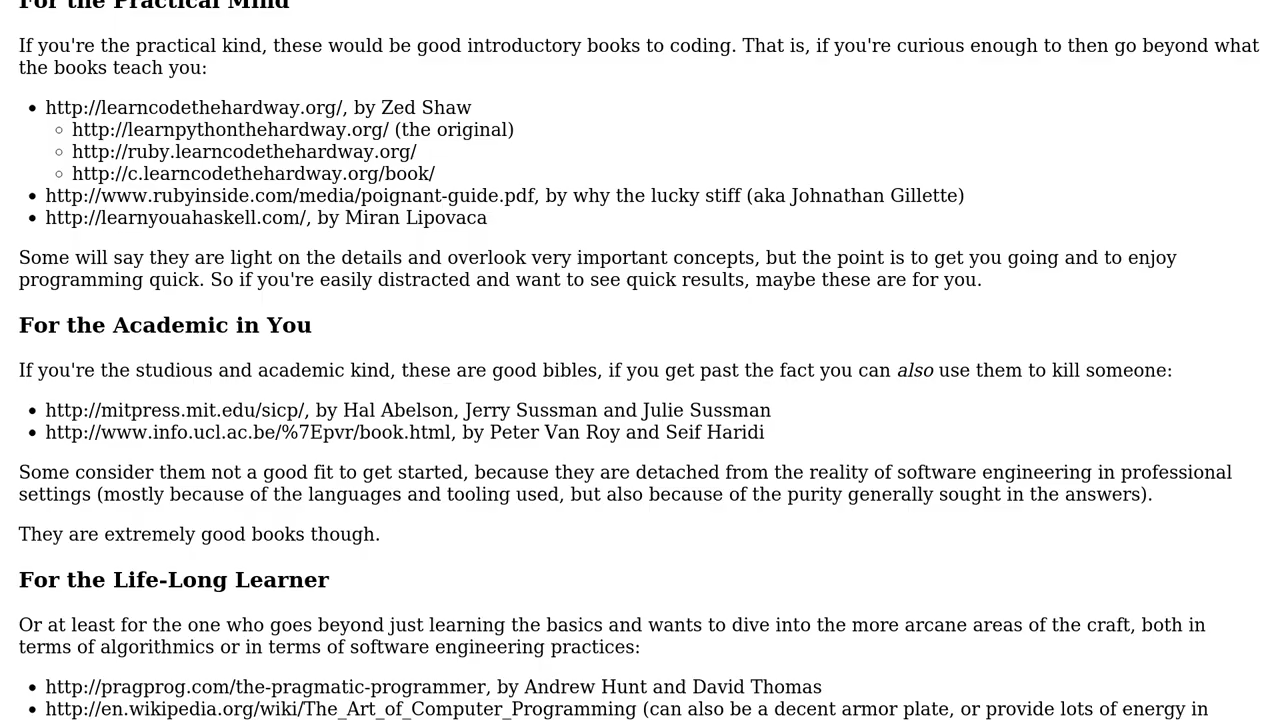 For the Practical Mind
If you're the practical kind, these would be good introductory books to coding. That is, if you're curious enough to then go beyond what
the books teach you:
• http://learncodethehardway.org/, by Zed Shaw
◦ http://learnpythonthehardway.org/ (the original)
◦ http://ruby.learncodethehardway.org/
◦ http://c.learncodethehardway.org/book/
• http://www.rubyinside.com/media/poignant-guide.pdf, by why the lucky stiff (aka Johnathan Gillette)
• http://learnyouahaskell.com/, by Miran Lipovaca
Some will say they are light on the details and overlook very important concepts, but the point is to get you going and to enjoy
programming quick. So if you're easily distracted and want to see quick results, maybe these are for you.
For the Academic in You
If you're the studious and academic kind, these are good bibles, if you get past the fact you can also use them to kill someone:
• http://mitpress.mit.edu/sicp/, by Hal Abelson, Jerry Sussman and Julie Sussman
• http://www.info.ucl.ac.be/%7Epvr/book.html, by Peter Van Roy and Seif Haridi
Some consider them not a good fit to get started, because they are detached from the reality of software engineering in professional
settings (mostly because of the languages and tooling used, but also because of the purity generally sought in the answers).
They are extremely good books though.
For the Life-Long Learner
Or at least for the one who goes beyond just learning the basics and wants to dive into the more arcane areas of the craft, both in
terms of algorithmics or in terms of software engineering practices:
• http://pragprog.com/the-pragmatic-programmer, by Andrew Hunt and David Thomas
• http://en.wikipedia.org/wiki/The_Art_of_Computer_Programming (can also be a decent armor plate, or provide lots of energy in